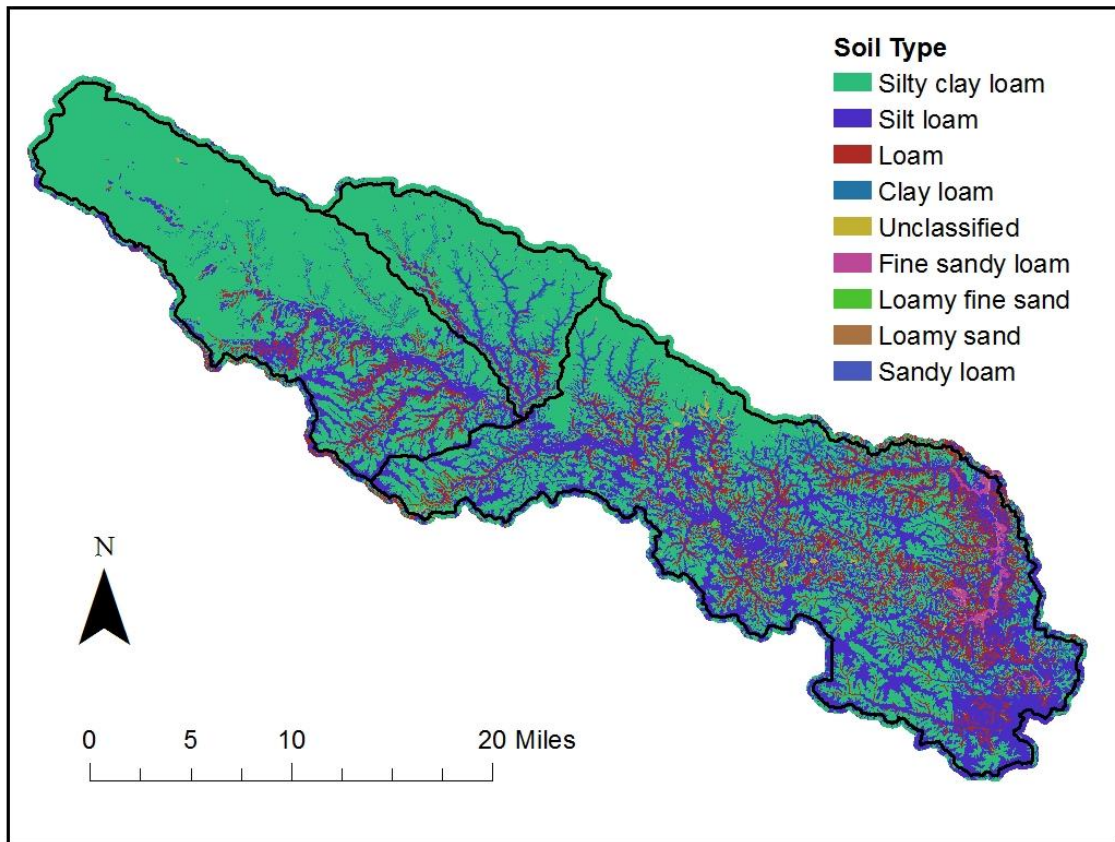 Soil Type
Silty clay loam
Silt loam
Loam
Clay loam
Unclassified
Fine sandy loam
Loamy fine sand
Loamy sand
Sandy loam
N
0 5 10 20 Miles